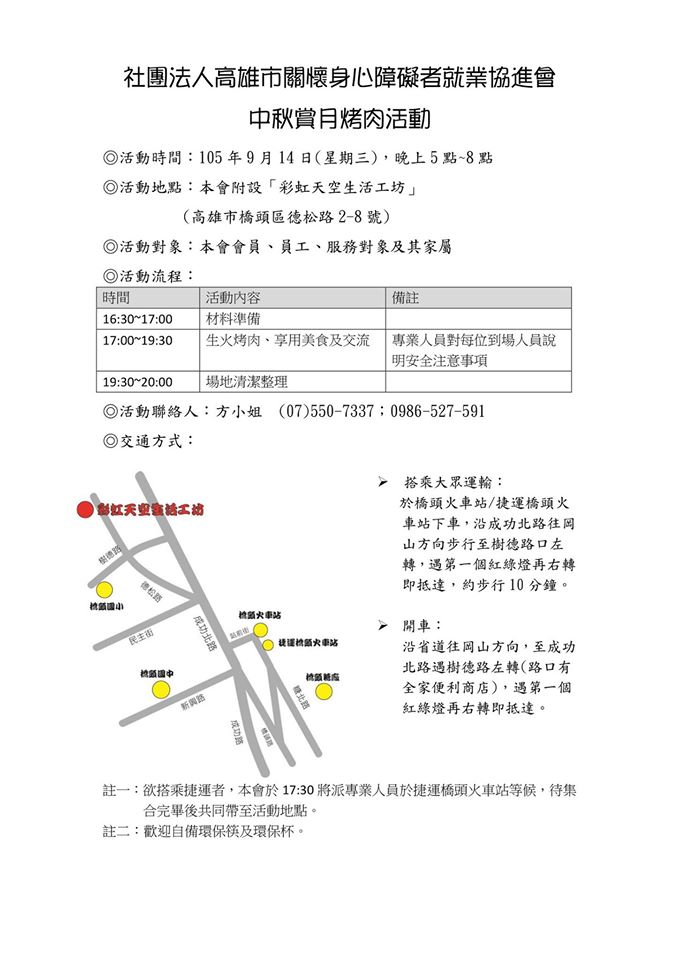 社團法人高雄市關懷身心障礙者就業協進會
中秋賞月烤肉活動
◎活動時間：105 年 9 月 14 日(星期三)，晚上 5 點~8 點
◎活動地點：本會附設「彩虹天空生活工坊」
(高雄市橋頭區德松路 2-8 號)
◎活動對象：本會會員、員工、服務對象及其家屬
◎活動流程：
時間 活動內容 備註
16:30~17:00 材料準備
17:00~19:30 生火烤肉、享用美食及交流 專業人員對每位到場人員說
明安全注意事項
19:30~20:00 場地清潔整理
◎活動聯絡人：方小姐 (07)550-7337；0986-527-591
◎交通方式：
彩虹天空生活工坊
樹德路
德松路
橋頭國小
民主街
成功北路
橋頭火車站
站前街
捷運橋頭火車站
橋頭國中
橋頭糖廠
新興路
糖北路
成功路
橋頭路
➢ 搭乘大眾運輸：
於橋頭火車站/捷運橋頭火
車站下車，沿成功北路往岡
山方向步行至樹德路口左
轉，遇第一個紅綠燈再右轉
即抵達，約步行 10 分鐘。
➢ 開車：
沿省道往岡山方向，至成功
北路遇樹德路左轉(路口有
全家便利商店)，遇第一個
紅綠燈再右轉即抵達。
註一：欲搭乘捷運者，本會於 17:30 將派專業人員於捷運橋頭火車站等候，待集
合完畢後共同帶至活動地點。
註二：歡迎自備環保筷及環保杯。